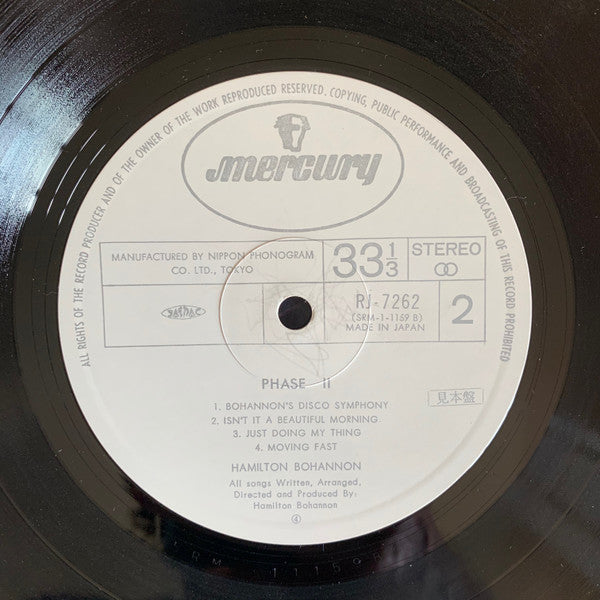 ALL RIGHTS OF THE RECORD PRODUCER AND OF THE OWNER OF THE WORK REPRODUCED RESERVED. COPYING, PUBLIC PERFORMANCE AND BROADCASTING OF THIS RECORD PROHIBITED
mercury
MANUFACTURED BY NIPPON PHONOGRAM
CO. LTD., TOKYO
33 1/3
STEREO
RJ-7262
(SRM-1-1159 B)
MADE IN JAPAN
2
PHASE II
見本盤
1. BOHANNON'S DISCO SYMPHONY
2. ISN'T IT A BEAUTIFUL MORNING.
3. JUST DOING MY THING
4. MOVING FAST
HAMILTON BOHANNON
All songs Written, Arranged,
Directed and Produced By:
Hamilton Bohannon
④